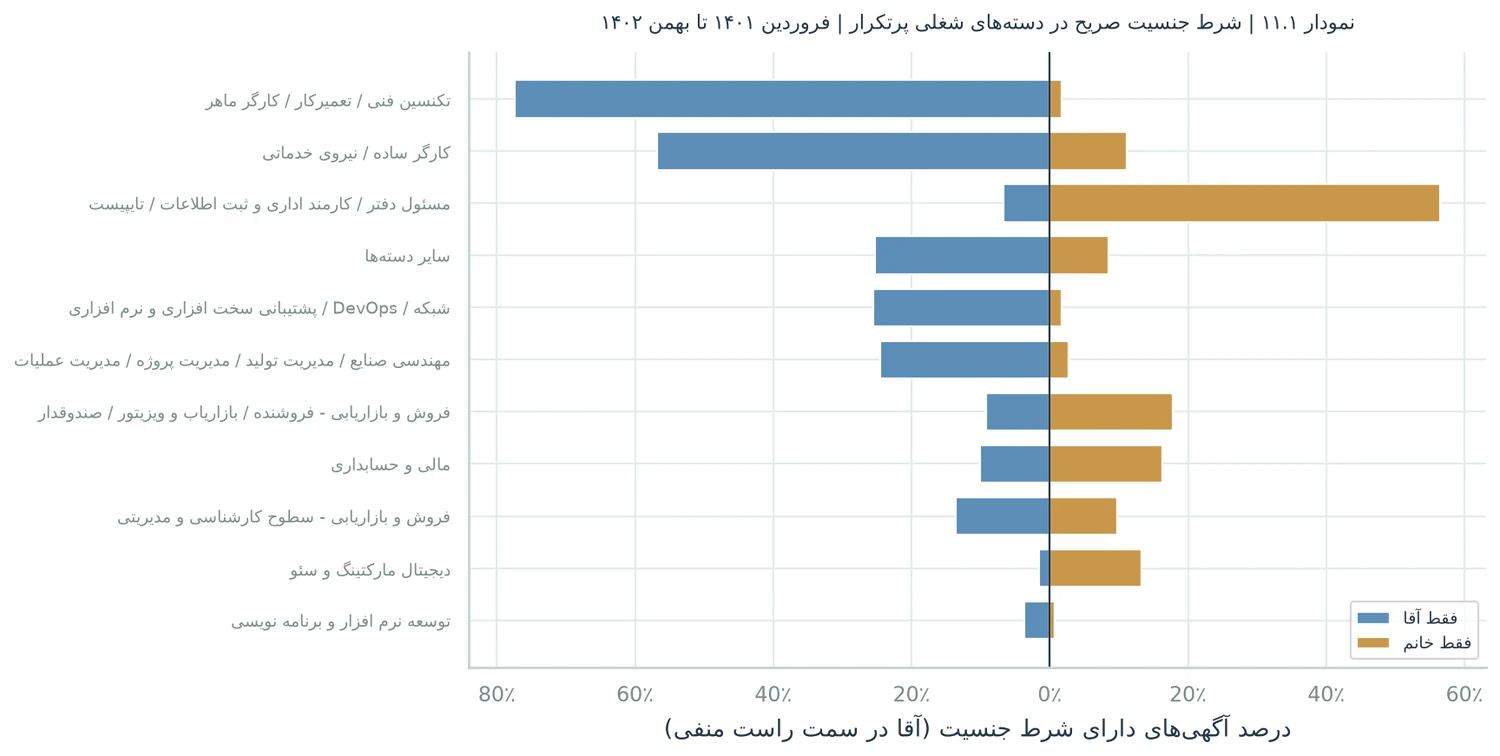 نمودار ۱۱.۱ | شرط جنسیت صریح در دسته‌های شغلی پرتکرار | فروردین ۱۴۰۱ تا بهمن ۱۴۰۲
تکنسین فنی / تعمیرکار / کارگر ماهر
کارگر ساده / نیروی خدماتی
مسئول دفتر / کارمند اداری و ثبت اطلاعات / تایپیست
سایر دسته‌ها
شبکه / DevOps / پشتیبانی سخت افزاری و نرم افزاری
مهندسی صنایع / مدیریت تولید / مدیریت پروژه / مدیریت عملیات
فروش و بازاریابی - فروشنده / بازاریاب و ویزیتور / صندوقدار
مالی و حسابداری
فروش و بازاریابی - سطوح کارشناسی و مدیریتی
دیجیتال مارکتینگ و سئو
توسعه نرم افزار و برنامه نویسی
فقط آقا
فقط خانم
80٪ 60٪ 40٪ 20٪ 0٪ 20٪ 40٪ 60٪
درصد آگهی‌های دارای شرط جنسیت (آقا در سمت راست منفی)